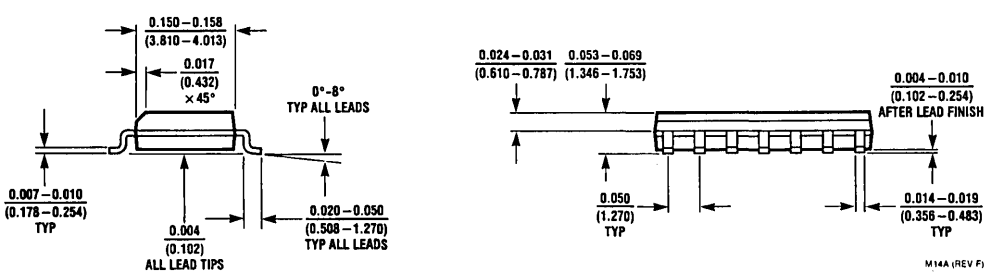 0.150–0.158
(3.810–4.013)
0.017
(0.432)
×45°
0°-8°
TYP ALL LEADS
0.007–0.010
(0.178–0.254)
TYP
0.004
(0.102)
ALL LEAD TIPS
0.020–0.050
(0.508–1.270)
TYP ALL LEADS
0.024–0.031
(0.610–0.787)
0.053–0.069
(1.346–1.753)
0.004–0.010
(0.102–0.254)
AFTER LEAD FINISH
0.050
(1.270)
TYP
0.014–0.019
(0.356–0.483)
TYP
M14A (REV F)